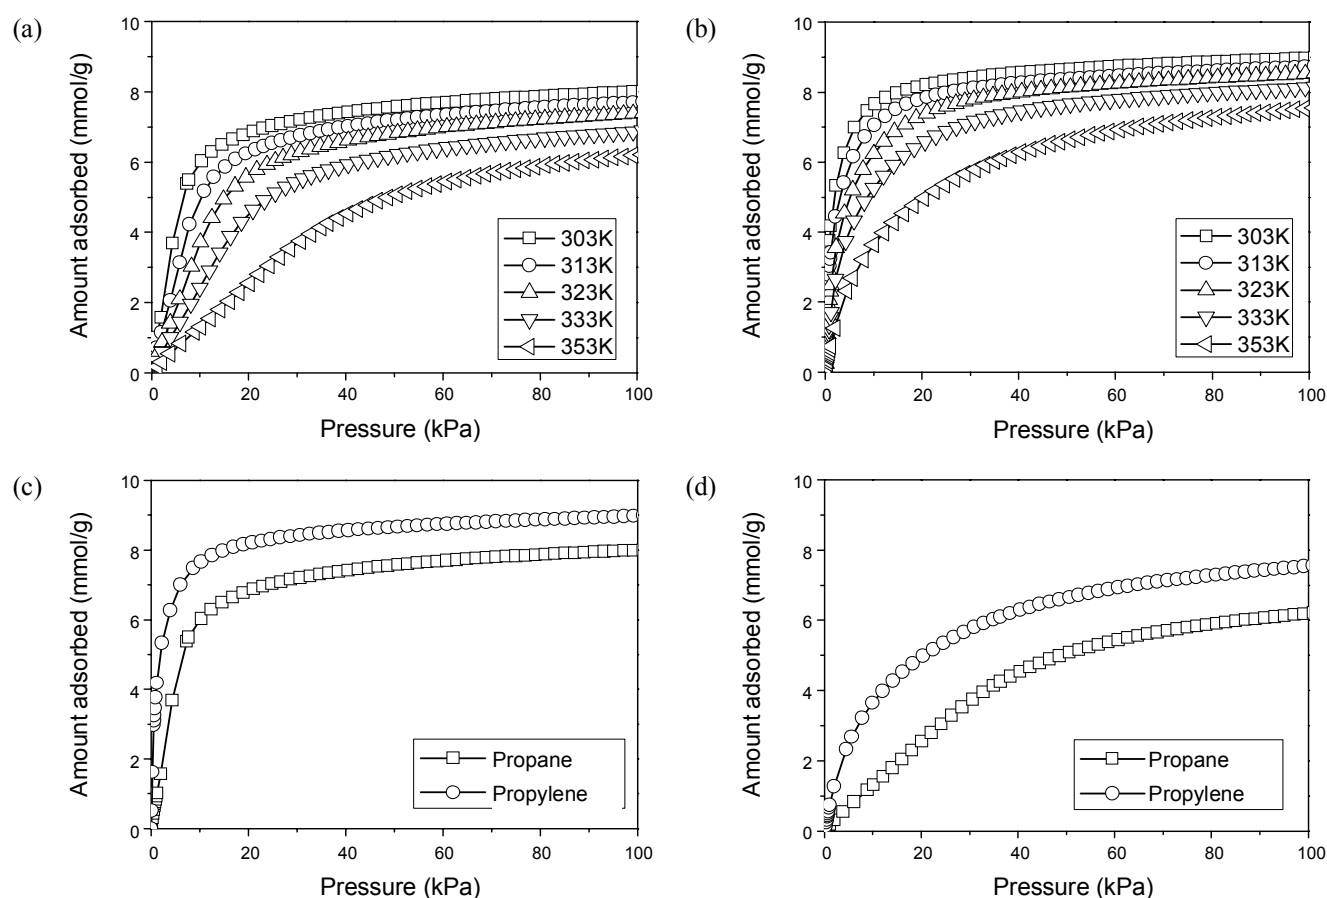 (a)
Amount adsorbed (mmol/g)
10
8
6
4
2
0
303K
313K
323K
333K
353K
0 20 40 60 80 100
Pressure (kPa)
(b)
Amount adsorbed (mmol/g)
10
8
6
4
2
0
303K
313K
323K
333K
353K
0 20 40 60 80 100
Pressure (kPa)
(c)
Amount adsorbed (mmol/g)
10
8
6
4
2
0
Propane
Propylene
0 20 40 60 80 100
Pressure (kPa)
(d)
Amount adsorbed (mmol/g)
10
8
6
4
2
0
Propane
Propylene
0 20 40 60 80 100
Pressure (kPa)